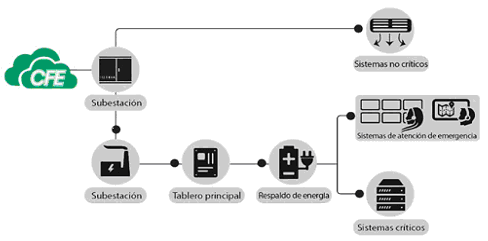 Sistemas no críticos
CFE
Subestación
Sistemas de atención de emergencia
Subestación
Tablero principal
Respaldo de energía
Sistemas críticos